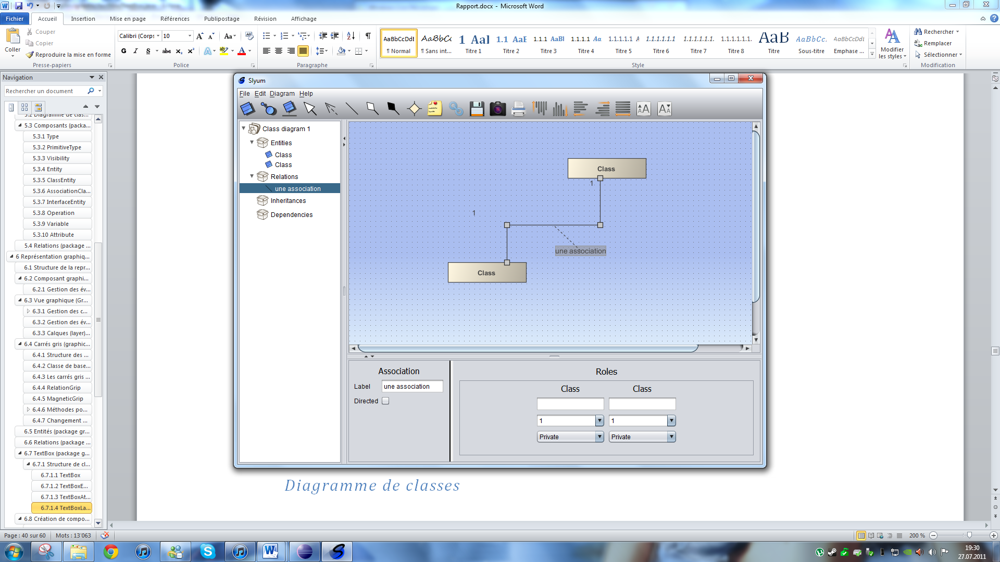 Rapport.docx - Microsoft Word
Fichier Accueil Insertion Mise en page Références Publipostage Révision Affichage
Coller
Couper
Copier
Reproduire la mise en forme
Presse-papiers
Calibri (Corps 10
Police
Paragraphe
AaBbCcDdE AaBbCc 1 AaI 1.1 AaE 1.1.1 AaBl 1.1.1.1 Aa. 1.1.1.1.1 A 1.1.1.1.1.1 1.1.1.1.1.1.1. 1.1.1.1.1.1.1. AaB AaBbCc. AaBbCcDdE
¶ Normal ¶ Sans int... Titre 1 Titre 2 Titre 3 Titre 4 Titre 5 Titre 6 Titre 7 Titre 8 Titre Sous-titre Emphase ...
Modifier les styles
Style
Rechercher
Remplacer
Sélectionner
Modification
Navigation
Rechercher un document
5.2 Diagramme de clas...
5.3 Composants (packa...
5.3.1 Type
5.3.2 PrimitiveType
5.3.3 Visibility
5.3.4 Entity
5.3.5 ClassEntity
5.3.6 AssociationCla...
5.3.7 InterfaceEntity
5.3.8 Operation
5.3.9 Variable
5.3.10 Attribute
5.4 Relations (package ...
6 Représentation graphiq...
6.1 Structure de la repr...
6.2 Composant graphi...
6.2.1 Gestion des év...
6.3 Vue graphique (Gr...
6.3.1 Gestion des c...
6.3.2 Gestion des év...
6.3.3 Calques (layer)...
6.4 Carrés gris (graphic...
6.4.1 Structure des ...
6.4.2 Classe de base...
6.4.3 Les carrés gris ...
6.4.4 RelationGrip
6.4.5 MagneticGrip
6.4.6 Méthodes po...
6.4.7 Changement ...
6.5 Entités (package gr...
6.6 Relations (package ...
6.7 TextBox (package g...
6.7.1 Structure de cl...
6.7.1.1 TextBox
6.7.1.2 TextBoxE...
6.7.1.3 TextBoxAt...
6.7.1.4 TextBoxLa...
6.8 Création de compo...
Slyum
File Edit Diagram Help
Class diagram 1
Entities
Class
Class
Relations
une association
Inheritances
Dependencies
Class
1
1
une association
Class
Association
Label une association
Directed
Roles
Class Class
1 1
Private Private
Diagramme de classes
Page : 40 sur 60 Mots : 13'063
200 %
19:30
27.07.2011